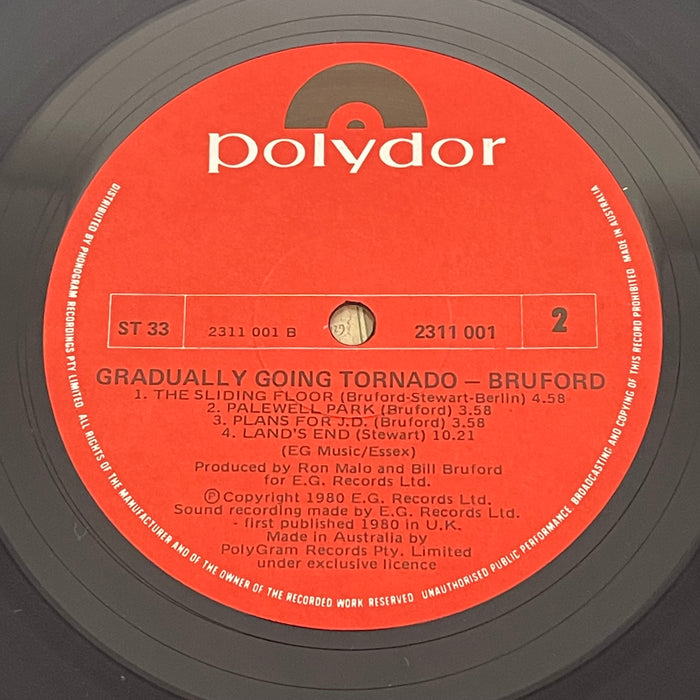 polydor
ST 33
2311 001 B
2311 001
2
GRADUALLY GOING TORNADO — BRUFORD
1. THE SLIDING FLOOR (Bruford-Stewart-Berlin) 4.58
2. PALEWELL PARK (Bruford) 3.58
3. PLANS FOR J.D. (Bruford) 3.58
4. LAND'S END (Stewart) 10.21
(EG Music/Essex)
Produced by Ron Malo and Bill Bruford
for E.G. Records Ltd.
Ⓟ Copyright 1980 E.G. Records Ltd.
Sound recording made by E.G. Records Ltd.
- first published 1980 in U.K.
Made in Australia by
PolyGram Records Pty. Limited
under exclusive licence
DISTRIBUTED BY PHONOGRAM RECORDINGS PTY LIMITED. ALL RIGHTS OF THE MANUFACTURER AND OF THE OWNER OF THE RECORDED WORK RESERVED UNAUTHORISED PUBLIC PERFORMANCE, BROADCASTING AND COPYING OF THIS RECORD PROHIBITED MADE IN AUSTRALIA